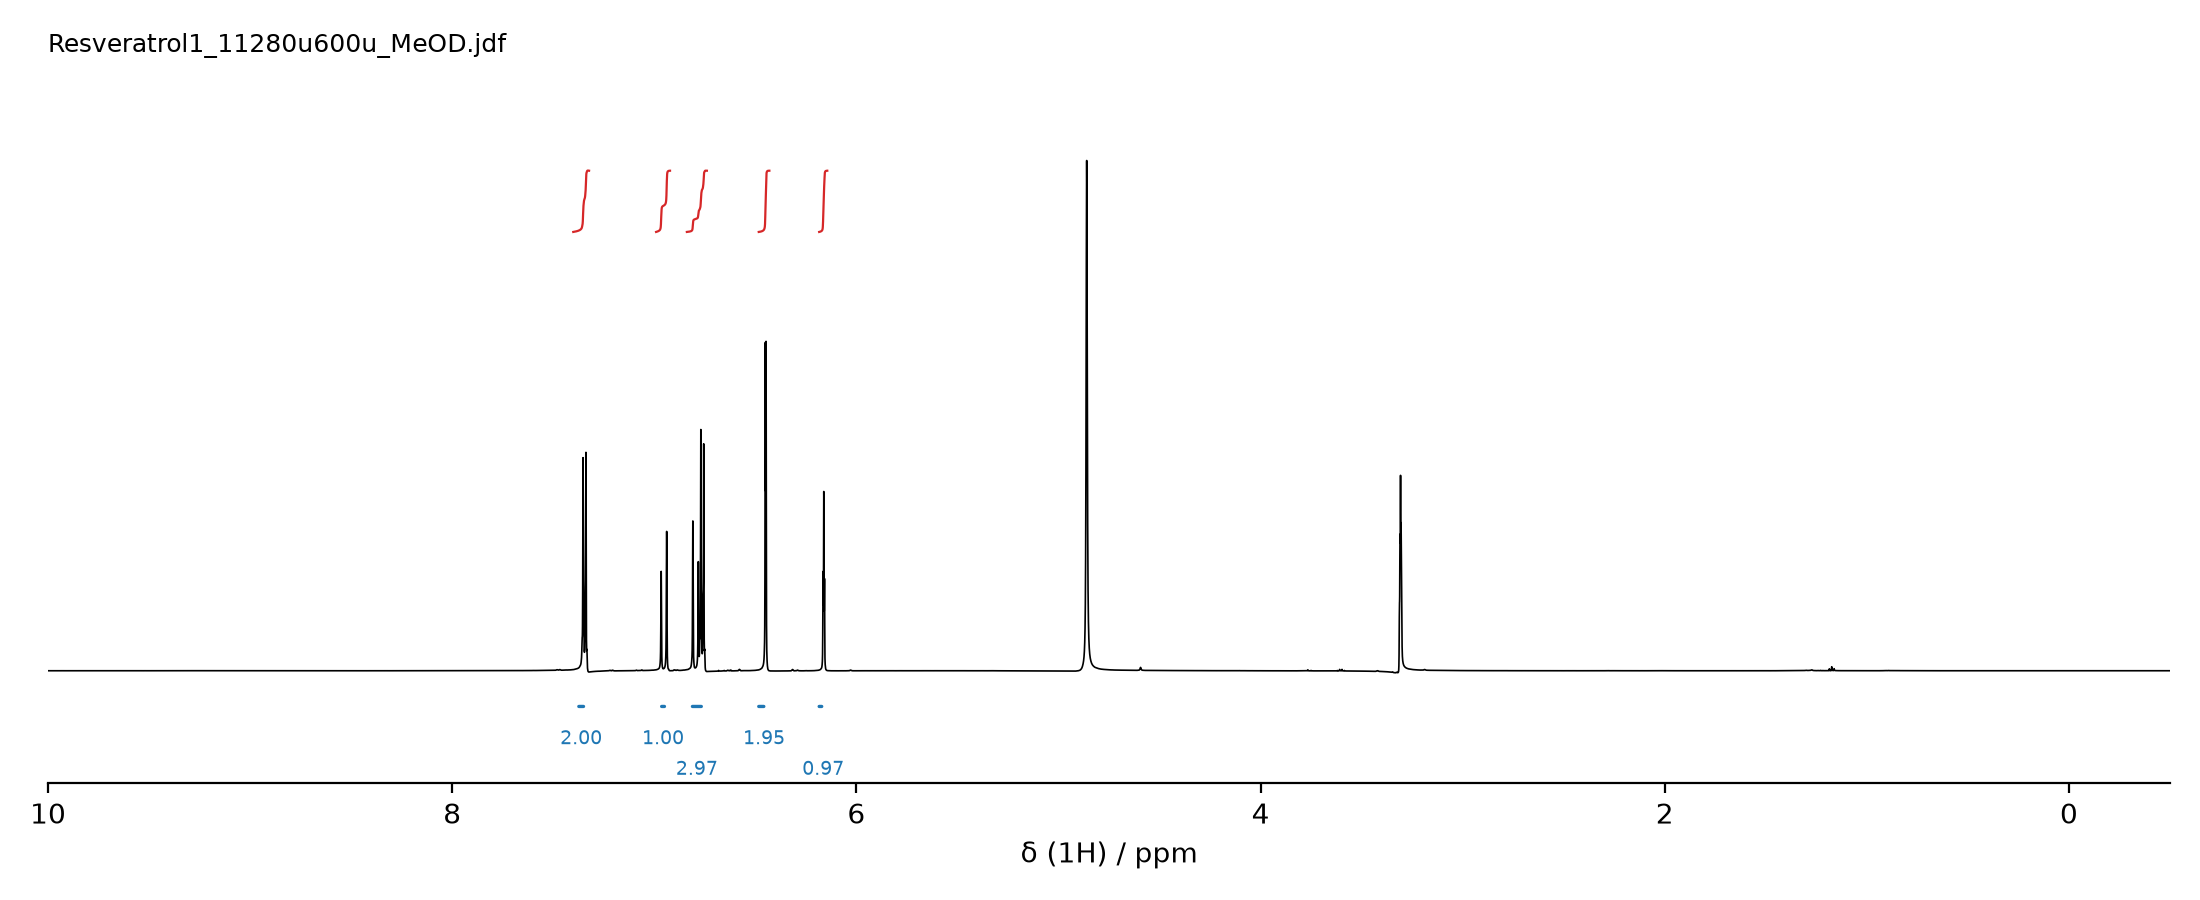 Resveratrol1_11280u600u_MeOD.jdf
2.00 1.00 1.95
2.97 0.97
10 8 6 4 2 0
δ (1H) / ppm